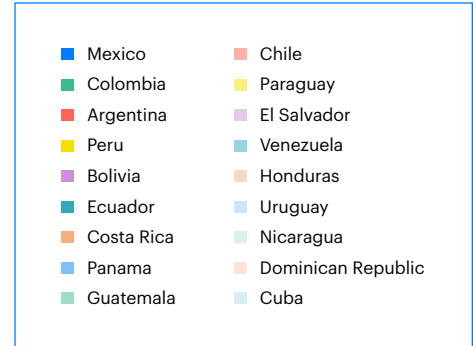 Mexico
Colombia
Argentina
Peru
Bolivia
Ecuador
Costa Rica
Panama
Guatemala
Chile
Paraguay
El Salvador
Venezuela
Honduras
Uruguay
Nicaragua
Dominican Republic
Cuba